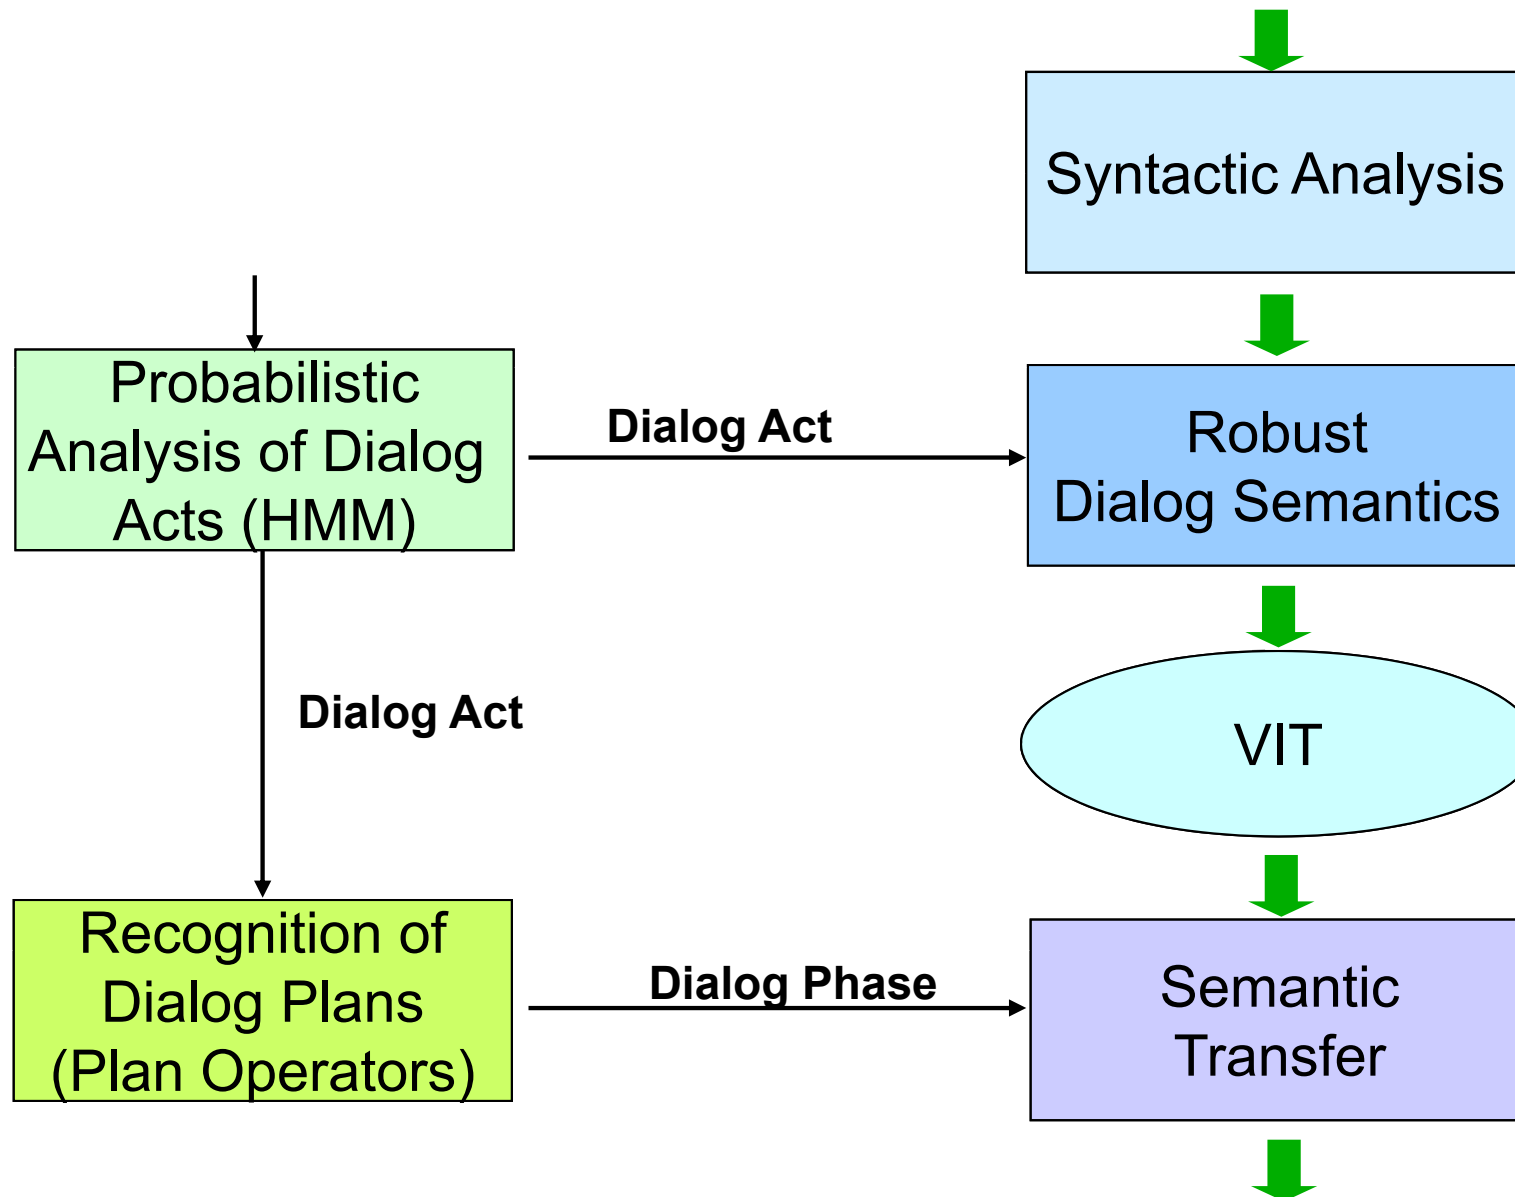 Syntactic Analysis
Probabilistic
Analysis of Dialog
Acts (HMM)
Dialog Act
Robust
Dialog Semantics
Dialog Act
VIT
Recognition of
Dialog Plans
(Plan Operators)
Dialog Phase
Semantic
Transfer